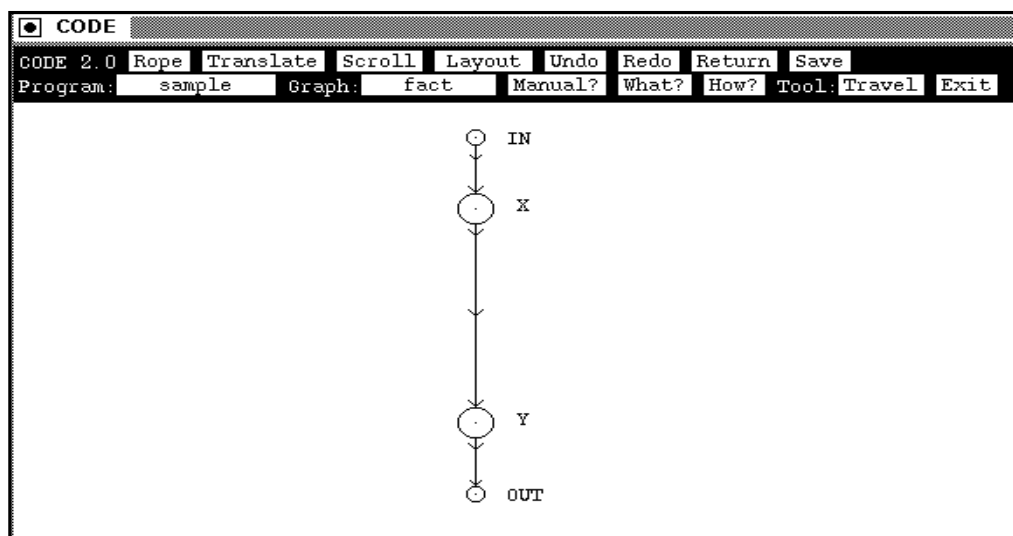 CODE
CODE 2.0 Rope Translate Scroll Layout Undo Redo Return Save
Program: sample Graph: fact Manual? What? How? Tool: Travel Exit
IN
X
Y
OUT